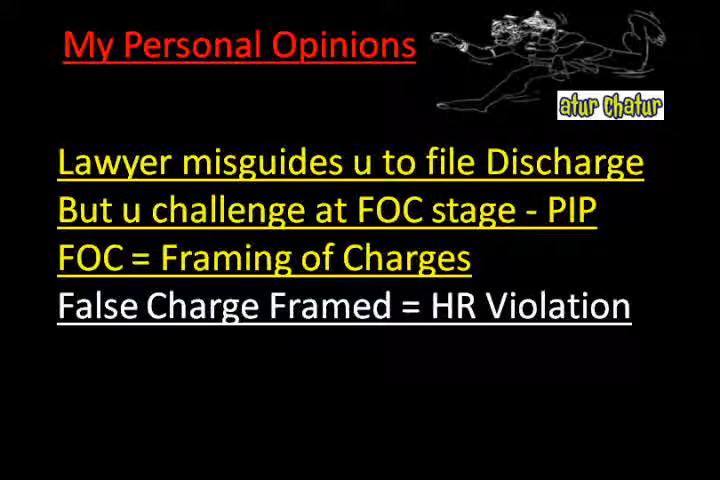 My Personal Opinions
atur chatur
Lawyer misguides u to file Discharge
But u challenge at FOC stage - PIP
FOC = Framing of Charges
False Charge Framed = HR Violation